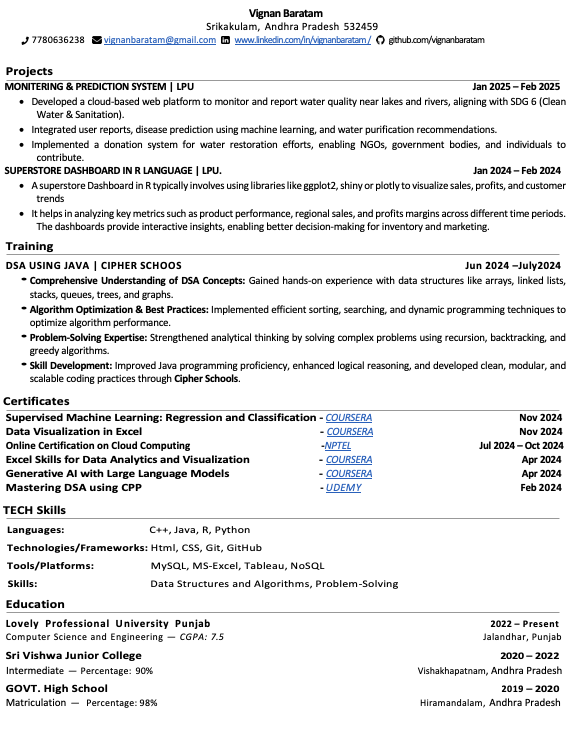 Vignan Baratam
Srikakulam, Andhra Pradesh 532459
7780636238 vignanbaratam@gmail.com www.linkedin.com/in/vignanbaratam/ github.com/vignanbaratam
Projects
MONITERING & PREDICTION SYSTEM | LPU Jan 2025 – Feb 2025
• Developed a cloud-based web platform to monitor and report water quality near lakes and rivers, aligning with SDG 6 (Clean
Water & Sanitation).
• Integrated user reports, disease prediction using machine learning, and water purification recommendations.
• Implemented a donation system for water restoration efforts, enabling NGOs, government bodies, and individuals to
contribute.
SUPERSTORE DASHBOARD IN R LANGUAGE | LPU. Jan 2024 – Feb 2024
• A superstore Dashboard in R typically involves using libraries like ggplot2, shiny or plotly to visualize sales, profits, and customer
trends
• It helps in analyzing key metrics such as product performance, regional sales, and profits margins across different time periods.
The dashboards provide interactive insights, enabling better decision-making for inventory and marketing.
Training
DSA USING JAVA | CIPHER SCHOOS Jun 2024 –July2024
Comprehensive Understanding of DSA Concepts: Gained hands-on experience with data structures like arrays, linked lists,
stacks, queues, trees, and graphs.
Algorithm Optimization & Best Practices: Implemented efficient sorting, searching, and dynamic programming techniques to
optimize algorithm performance.
Problem-Solving Expertise: Strengthened analytical thinking by solving complex problems using recursion, backtracking, and
greedy algorithms.
Skill Development: Improved Java programming proficiency, enhanced logical reasoning, and developed clean, modular, and
scalable coding practices through Cipher Schools.
Certificates
Supervised Machine Learning: Regression and Classification - COURSERA Nov 2024
Data Visualization in Excel - COURSERA Nov 2024
Online Certification on Cloud Computing -NPTEL Jul 2024 – Oct 2024
Excel Skills for Data Analytics and Visualization - COURSERA Apr 2024
Generative AI with Large Language Models - COURSERA Apr 2024
Mastering DSA using CPP - UDEMY Feb 2024
TECH Skills
Languages: C++, Java, R, Python
Technologies/Frameworks: Html, CSS, Git, GitHub
Tools/Platforms: MySQL, MS-Excel, Tableau, NoSQL
Skills: Data Structures and Algorithms, Problem-Solving
Education
Lovely Professional University Punjab 2022 – Present
Computer Science and Engineering — CGPA: 7.5 Jalandhar, Punjab
Sri Vishwa Junior College 2020 – 2022
Intermediate — Percentage: 90% Vishakhapatnam, Andhra Pradesh
GOVT. High School 2019 – 2020
Matriculation — Percentage: 98% Hiramandalam, Andhra Pradesh